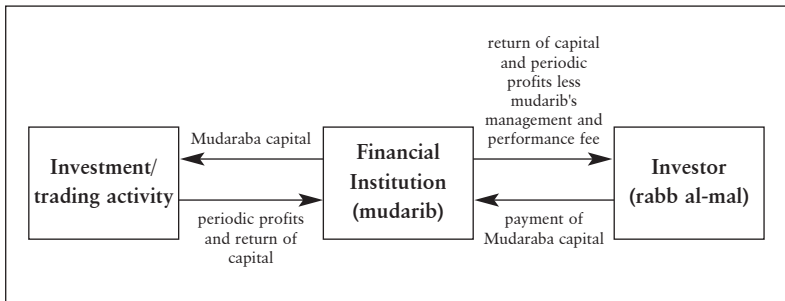 return of capital
and periodic
profits less
mudarib's
management and
performance fee
Mudaraba capital
Investment/
trading activity
Financial
Institution
(mudarib)
Investor
(rabb al-mal)
periodic profits
and return of
capital
payment of
Mudaraba capital